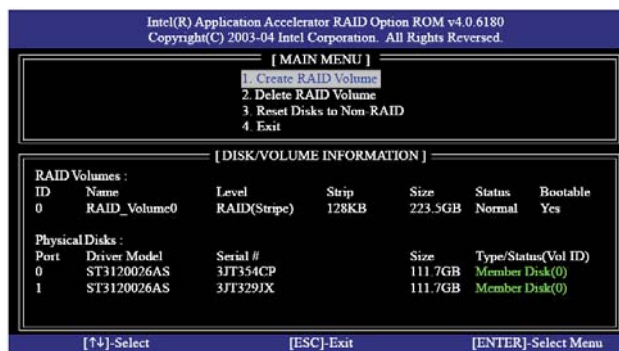 Intel(R) Application Accelerator RAID Option ROM v4.0.6180
Copyright(C) 2003-04 Intel Corporation. All Rights Reversed.
[ MAIN MENU ]
1. Create RAID Volume
2. Delete RAID Volume
3. Reset Disks to Non-RAID
4. Exit
[ DISK/VOLUME INFORMATION ]
RAID Volumes :
ID Name Level Strip Size Status Bootable
0 RAID_Volume0 RAID(Stripe) 128KB 223.5GB Normal Yes
Physical Disks :
Port Driver Model Serial # Size Type/Status(Vol ID)
0 ST3120026AS 3JT354CP 111.7GB Member Disk(0)
1 ST3120026AS 3JT329JX 111.7GB Member Disk(0)
[↑↓]-Select [ESC]-Exit [ENTER]-Select Menu